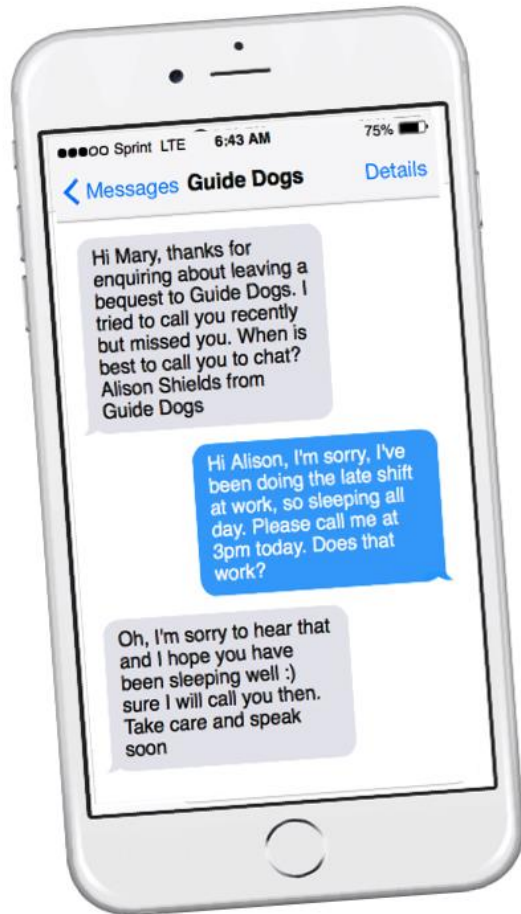 ●●●○○ Sprint LTE 6:43 AM 75%
Messages Guide Dogs Details
Hi Mary, thanks for
enquiring about leaving a
bequest to Guide Dogs. I
tried to call you recently
but missed you. When is
best to call you to chat?
Alison Shields from
Guide Dogs
Hi Alison, I'm sorry, I've
been doing the late shift
at work, so sleeping all
day. Please call me at
3pm today. Does that
work?
Oh, I'm sorry to hear that
and I hope you have
been sleeping well :)
sure I will call you then.
Take care and speak
soon